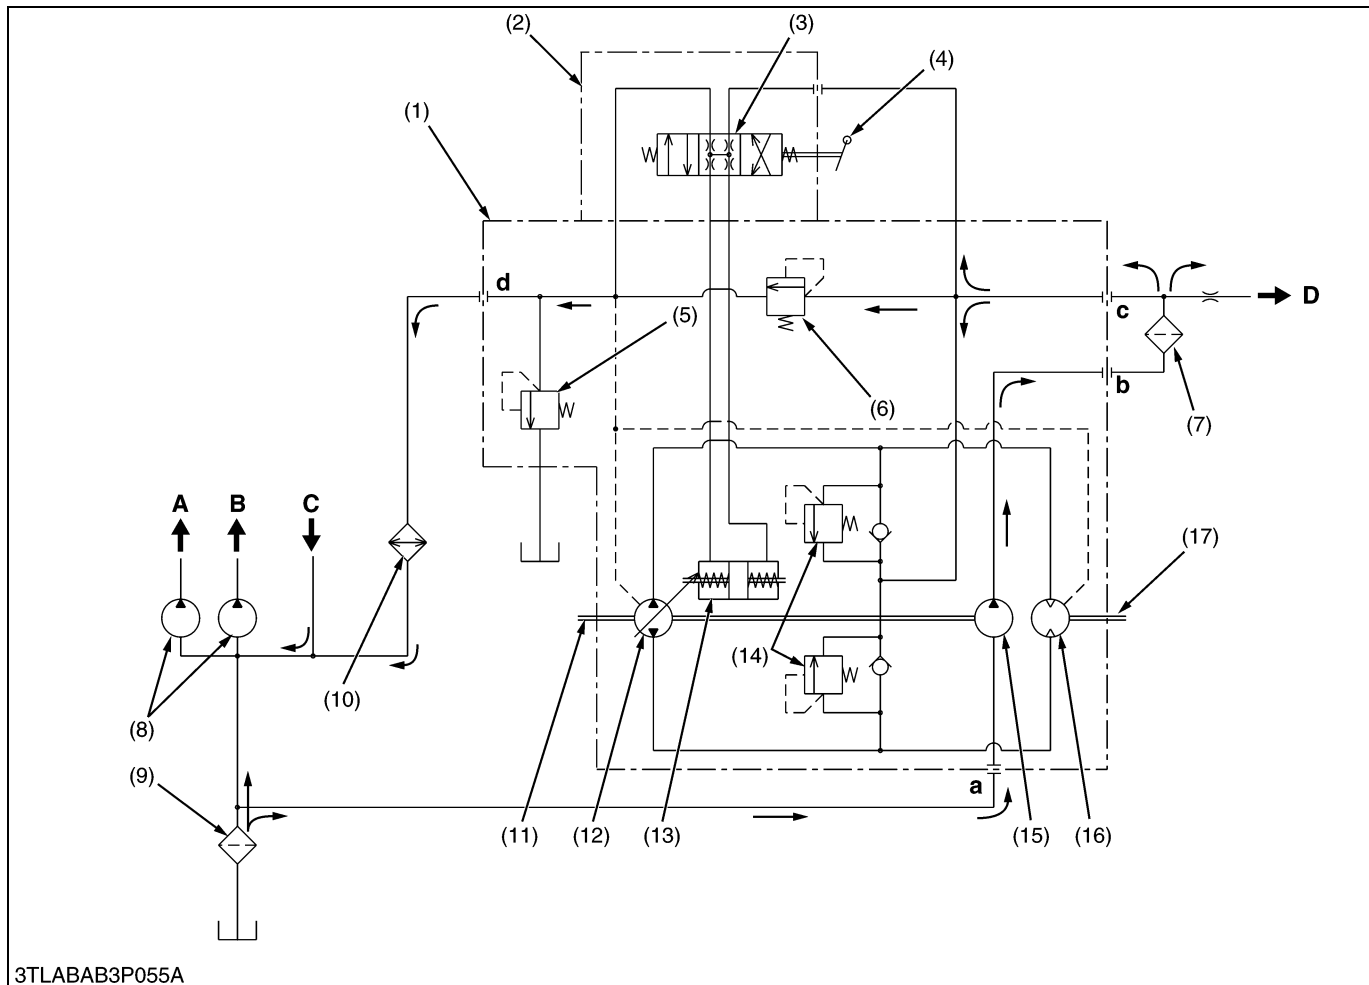 (2)
(3)
(4)
(1)
d
(5)
(6)
c
D
b
(7)
A
B
C
(17)
(14)
(8)
(10)
(9)
a
(11)
(12)
(13)
(15)
(16)
3TLABAB3P055A